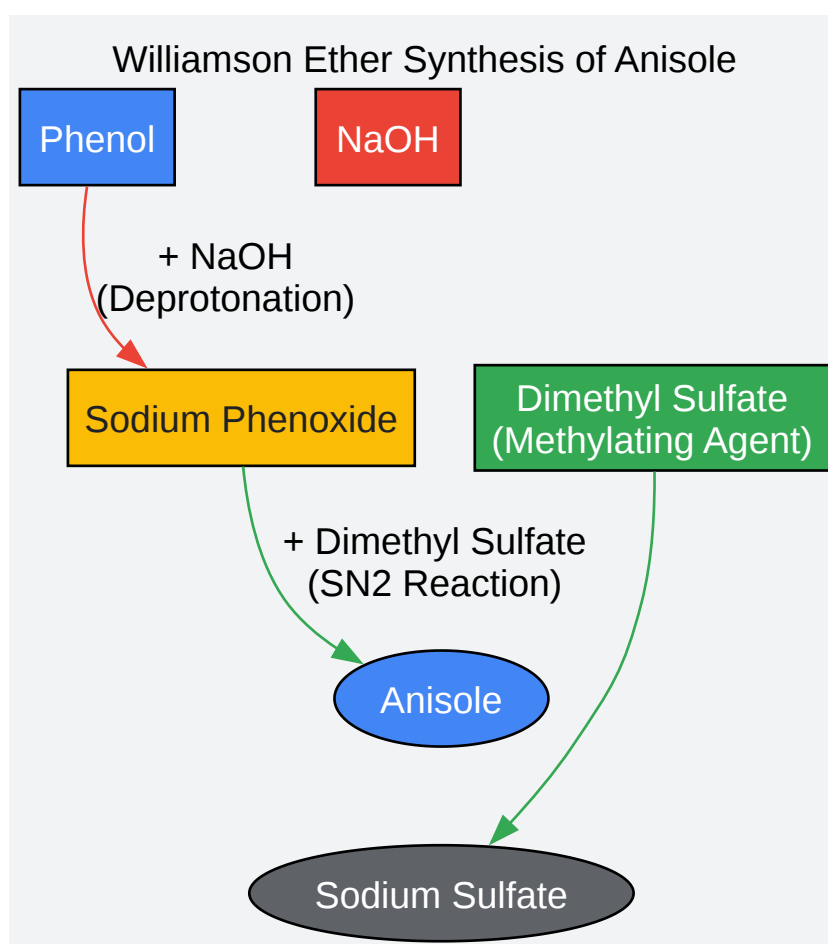 Williamson Ether Synthesis of Anisole
Phenol
NaOH
+ NaOH
(Deprotonation)
Sodium Phenoxide
Dimethyl Sulfate
(Methylating Agent)
+ Dimethyl Sulfate
(SN2 Reaction)
Anisole
Sodium Sulfate